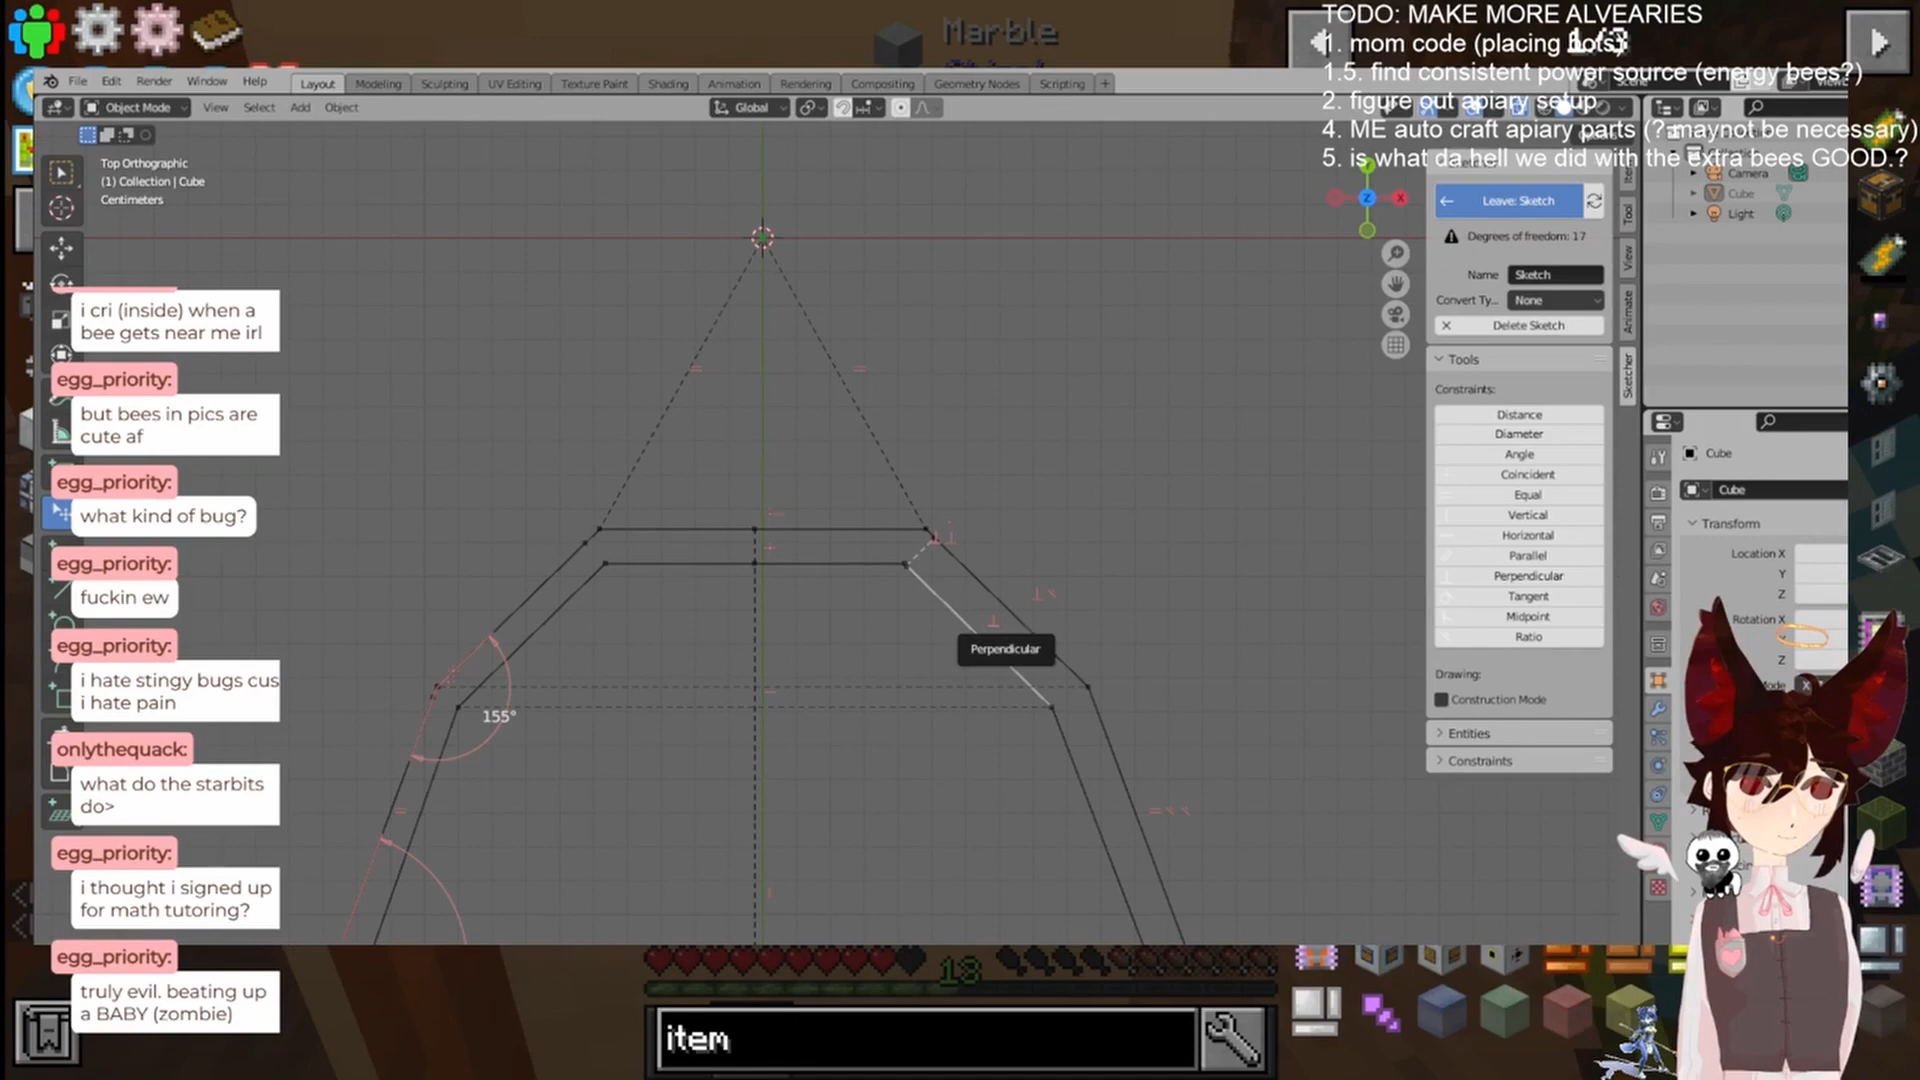 Marble
TODO: MAKE MORE ALVEARIES
1. mom code (placing bots)
1.5. find consistent power source (energy bees?)
2. figure out apiary setup
4. ME auto craft apiary parts (? maynot be necessary)
5. is what da hell we did with the extra bees GOOD.?
File Edit Render Window Help
Layout Modeling Sculpting UV Editing Texture Paint Shading Animation Rendering Compositing Geometry Nodes Scripting +
Scene
Object Mode View Select Add Object
Global
Top Orthographic
(1) Collection | Cube
Centimeters
Z
X
Leave: Sketch
Degrees of freedom: 17
Name Sketch
Convert Ty... None
Delete Sketch
Tools
Constraints:
Distance
Diameter
Angle
Coincident
Equal
Vertical
Horizontal
Parallel
Perpendicular
Tangent
Midpoint
Ratio
Drawing:
Construction Mode
Entities
Constraints
Tool
View
Animate
Sketcher
Camera
Cube
Light
Cube
Cube
Transform
Location X
Y
Z
Rotation X
Z
Perpendicular
155°
i cri (inside) when a
bee gets near me irl
egg_priority:
but bees in pics are
cute af
egg_priority:
what kind of bug?
egg_priority:
fuckin ew
egg_priority:
i hate stingy bugs cus
i hate pain
onlythequack:
what do the starbits
do>
egg_priority:
i thought i signed up
for math tutoring?
egg_priority:
truly evil. beating up
a BABY (zombie)
13
item